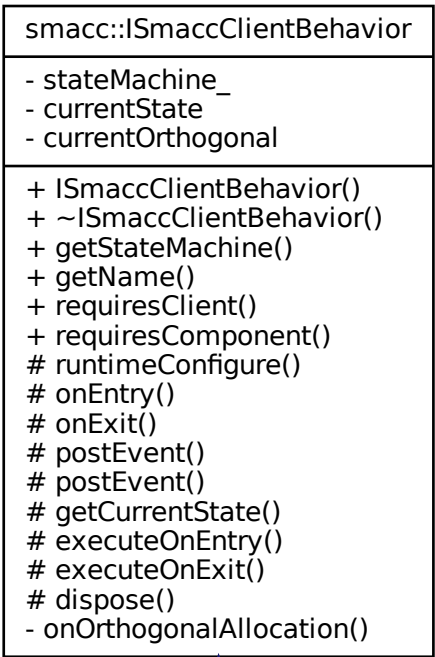 smacc::ISmaccClientBehavior
- stateMachine_
- currentState
- currentOrthogonal
+ ISmaccClientBehavior()
+ ~ISmaccClientBehavior()
+ getStateMachine()
+ getName()
+ requiresClient()
+ requiresComponent()
# runtimeConfigure()
# onEntry()
# onExit()
# postEvent()
# postEvent()
# getCurrentState()
# executeOnEntry()
# executeOnExit()
# dispose()
- onOrthogonalAllocation()